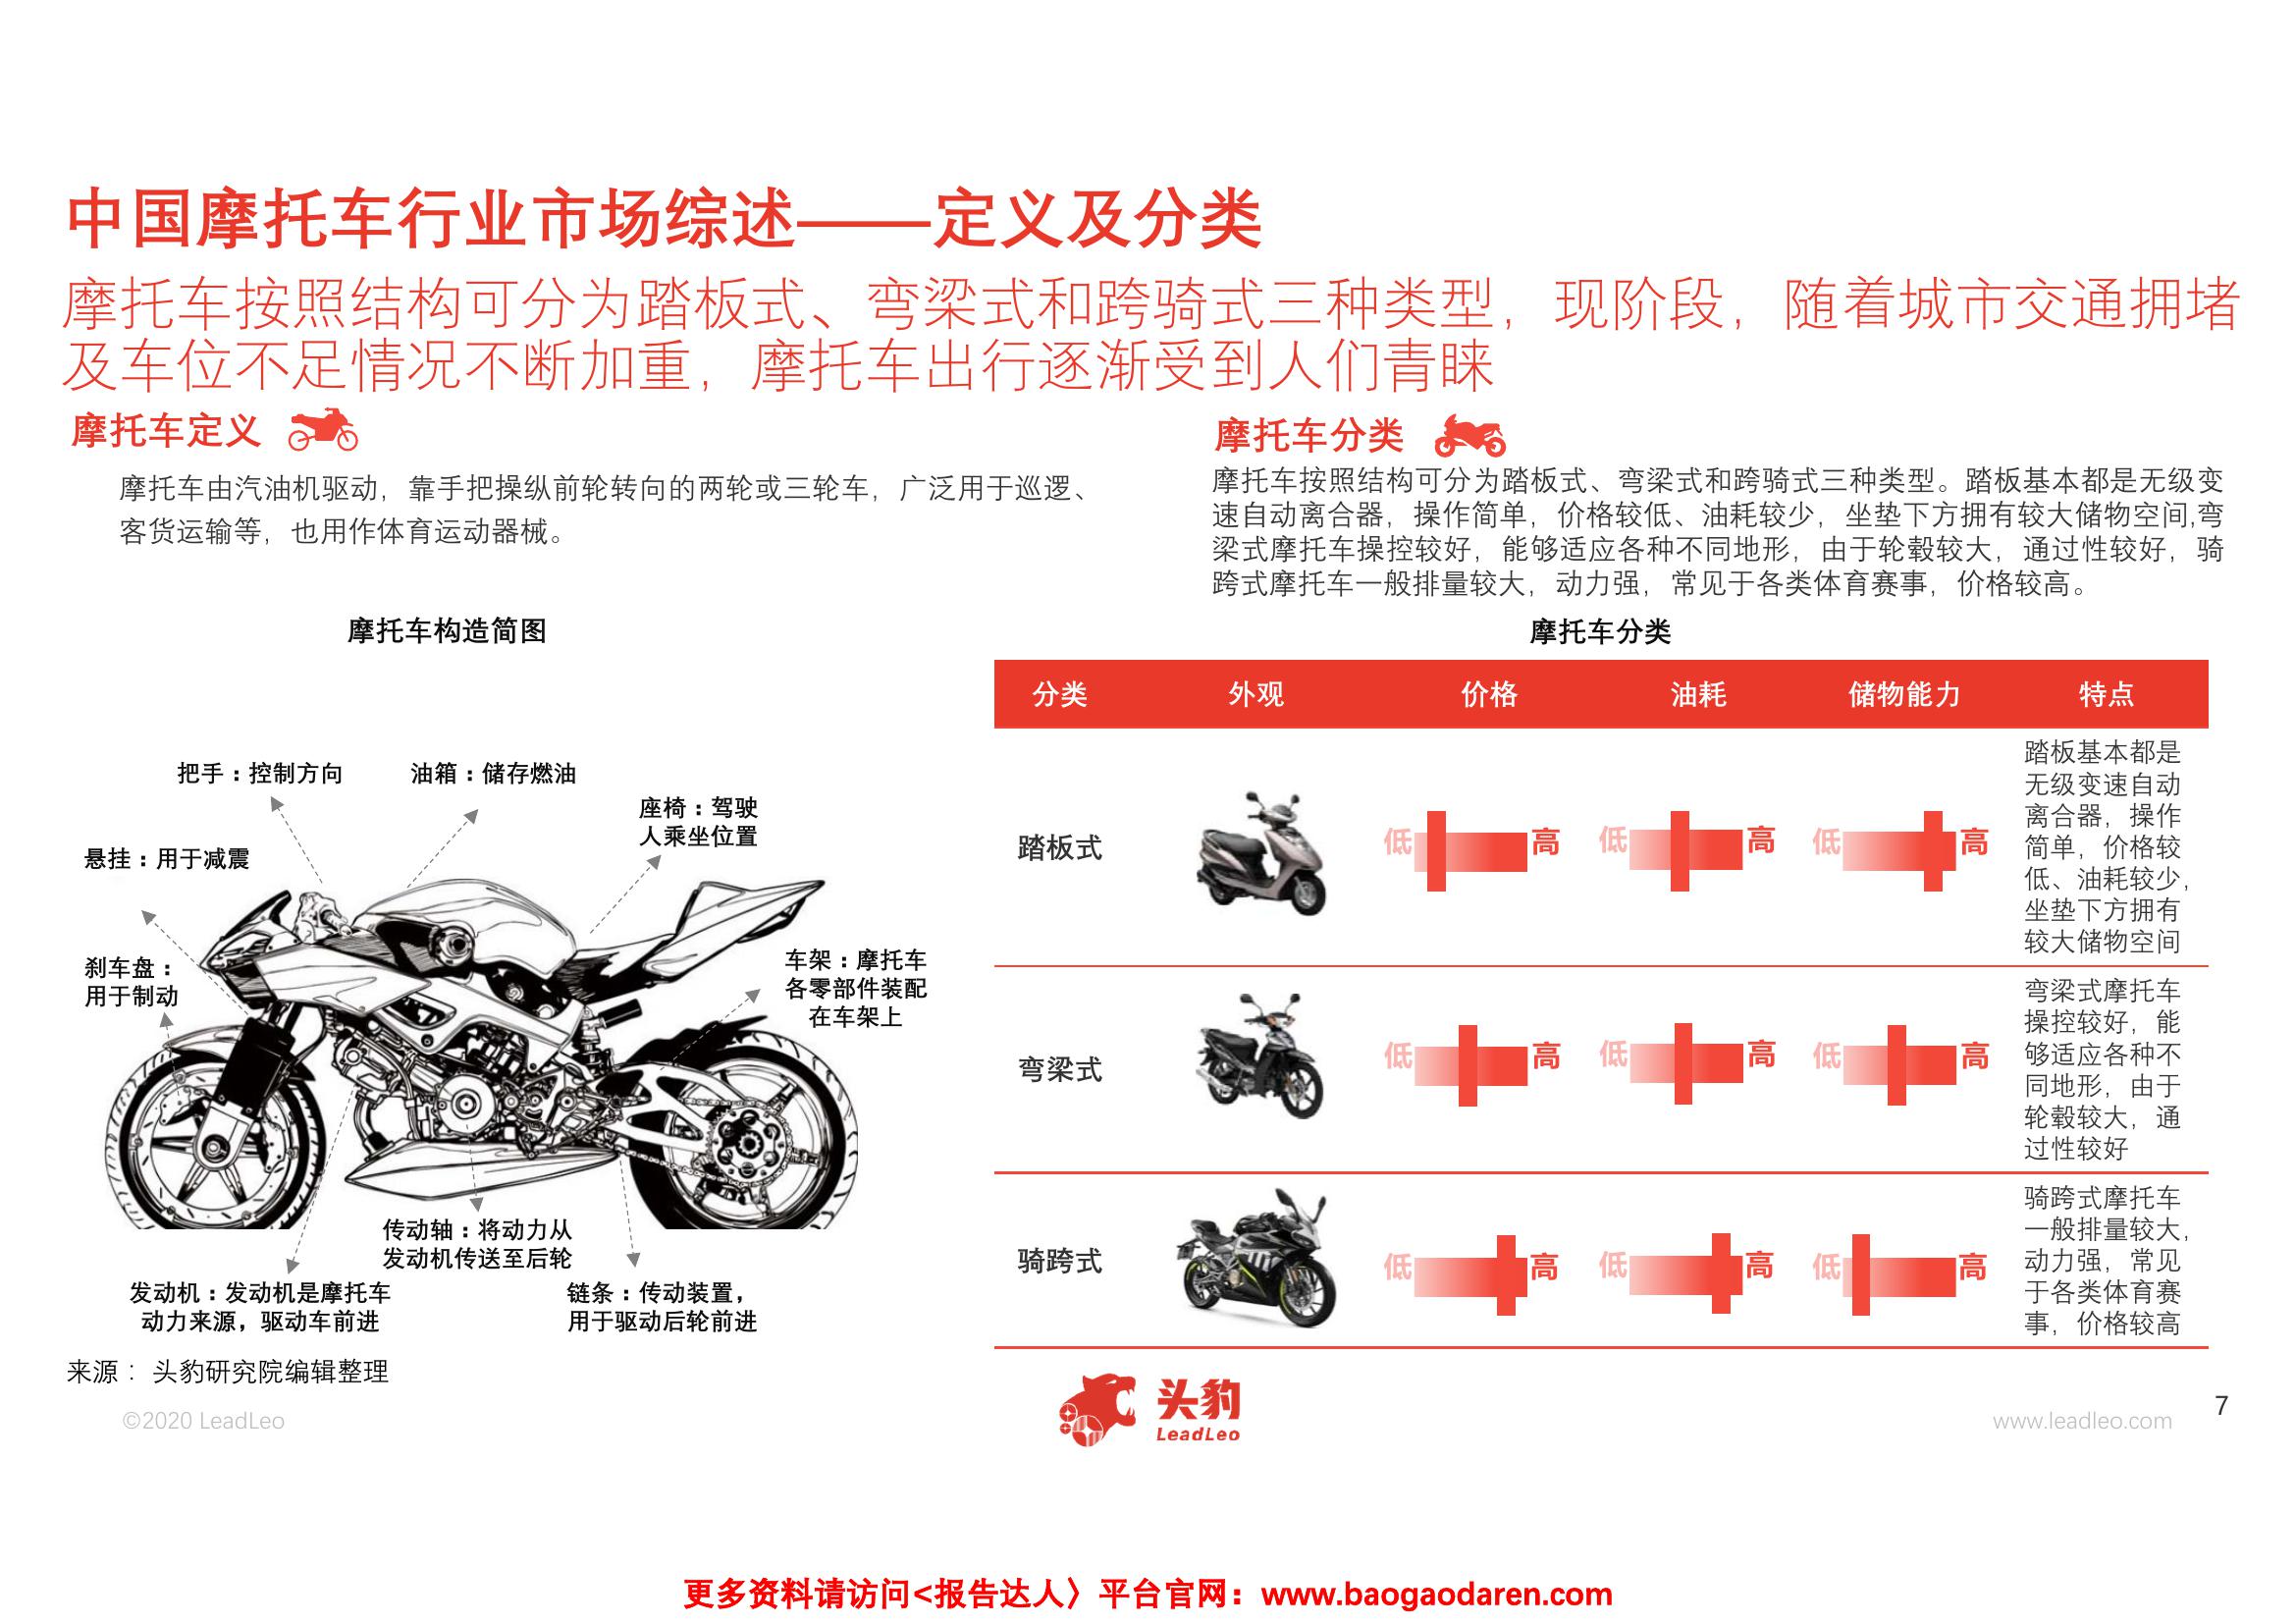 中国摩托车行业市场综述——定义及分类
摩托车按照结构可分为踏板式、弯梁式和跨骑式三种类型，现阶段，随着城市交通拥堵
及车位不足情况不断加重，摩托车出行逐渐受到人们青睐
摩托车定义
摩托车由汽油机驱动，靠手把操纵前轮转向的两轮或三轮车，广泛用于巡逻、
客货运输等，也用作体育运动器械。
摩托车构造简图
把手：控制方向
油箱：储存燃油
座椅：驾驶
人乘坐位置
悬挂：用于减震
刹车盘：
用于制动
车架：摩托车
各零部件装配
在车架上
传动轴：将动力从
发动机传送至后轮
发动机：发动机是摩托车
动力来源，驱动车前进
链条：传动装置，
用于驱动后轮前进
摩托车分类
摩托车按照结构可分为踏板式、弯梁式和跨骑式三种类型。踏板基本都是无级变
速自动离合器，操作简单，价格较低、油耗较少，坐垫下方拥有较大储物空间,弯
梁式摩托车操控较好，能够适应各种不同地形，由于轮毂较大，通过性较好，骑
跨式摩托车一般排量较大，动力强，常见于各类体育赛事，价格较高。
摩托车分类
分类 外观 价格 油耗 储物能力 特点
踏板式 低 高 低 高 低 高
踏板基本都是
无级变速自动
离合器，操作
简单，价格较
低、油耗较少，
坐垫下方拥有
较大储物空间
弯梁式 低 高 低 高 低 高
弯梁式摩托车
操控较好，能
够适应各种不
同地形，由于
轮毂较大，通
过性较好
骑跨式 低 高 低 高 低 高
骑跨式摩托车
一般排量较大，
动力强，常见
于各类体育赛
事，价格较高
来源：头豹研究院编辑整理
©2020 LeadLeo
头豹
LeadLeo
www.leadleo.com
7
更多资料请访问<报告达人〉平台官网：www.baogaodaren.com